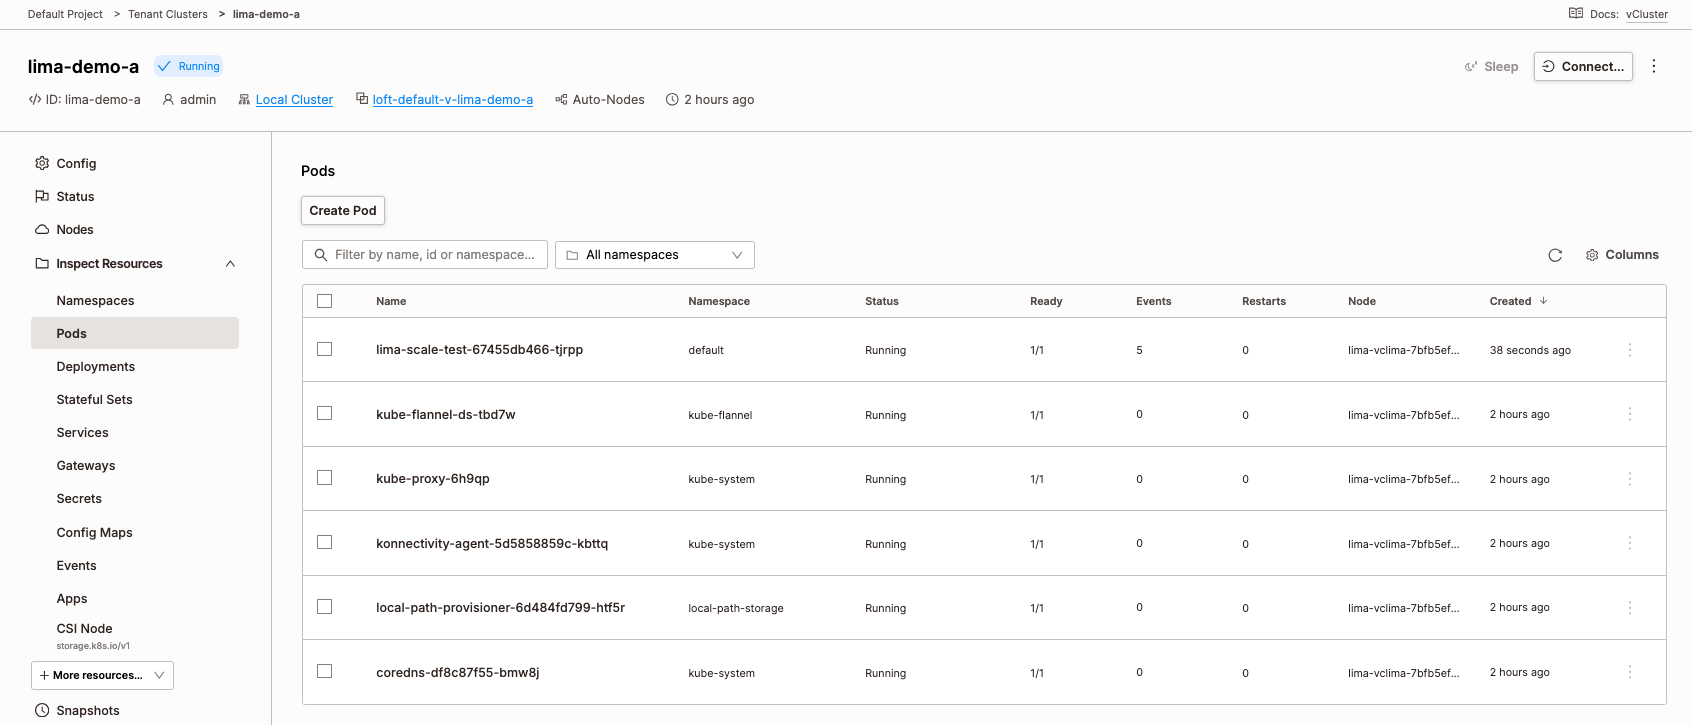 Default Project > Tenant Clusters > lima-demo-a
Docs: vCluster
lima-demo-a Running
Sleep Connect...
ID: lima-demo-a admin Local Cluster loft-default-v-lima-demo-a Auto-Nodes 2 hours ago
Config
Status
Nodes
Inspect Resources
Namespaces
Pods
Deployments
Stateful Sets
Services
Gateways
Secrets
Config Maps
Events
Apps
CSI Node
storage.k8s.io/v1
+ More resources...
Snapshots
Pods
Create Pod
Filter by name, id or namespace... All namespaces Columns
Name Namespace Status Ready Events Restarts Node Created
lima-scale-test-67455db466-tjrpp default Running 1/1 5 0 lima-vclima-7bfb5ef... 38 seconds ago
kube-flannel-ds-tbd7w kube-flannel Running 1/1 0 0 lima-vclima-7bfb5ef... 2 hours ago
kube-proxy-6h9qp kube-system Running 1/1 0 0 lima-vclima-7bfb5ef... 2 hours ago
konnectivity-agent-5d5858859c-kbttq kube-system Running 1/1 0 0 lima-vclima-7bfb5ef... 2 hours ago
local-path-provisioner-6d484fd799-htf5r local-path-storage Running 1/1 0 0 lima-vclima-7bfb5ef... 2 hours ago
coredns-df8c87f55-bmw8j kube-system Running 1/1 0 0 lima-vclima-7bfb5ef... 2 hours ago